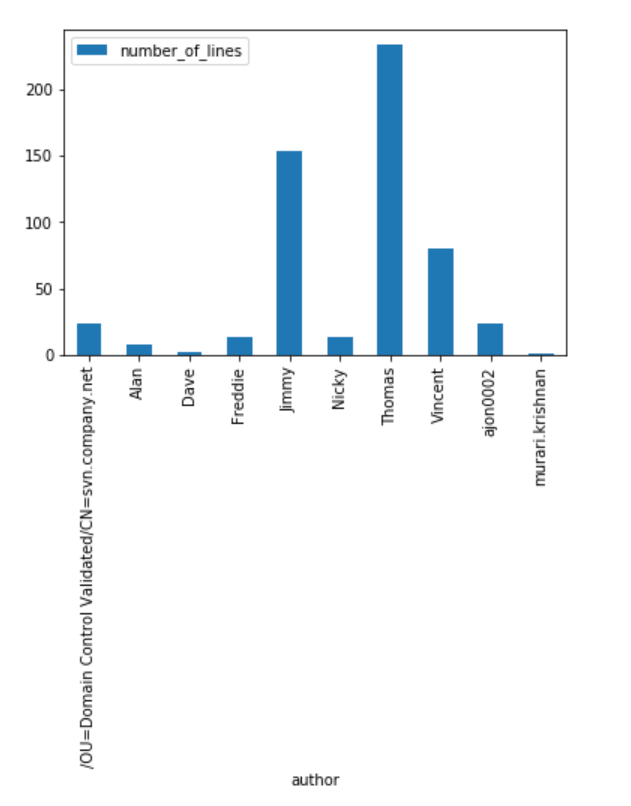 number_of_lines
200
150
100
50
0
/OU=Domain Control Validated/CN=svn.company.net
Alan
Dave
Freddie
Jimmy
Nicky
Thomas
Vincent
ajon0002
murari.krishnan
author